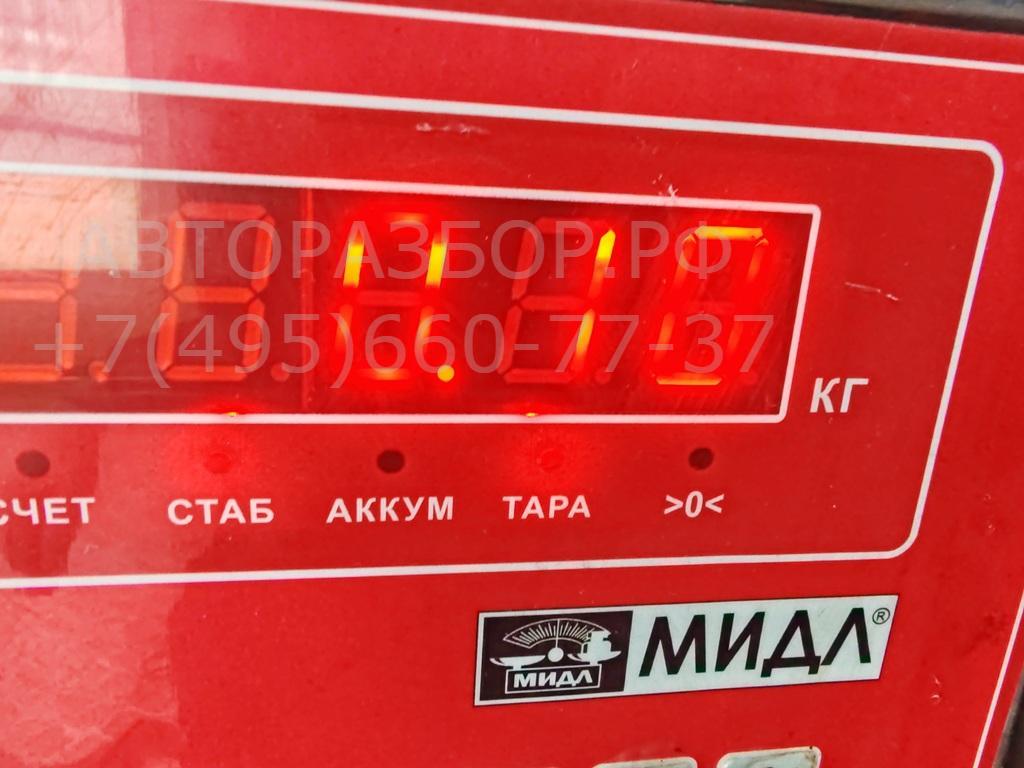 АВТОРАЗБОР.РФ
+7(495)660-77-37
КГ
СЧЕТ СТАБ АККУМ ТАРА >0<
МИДЛ МИДЛ®